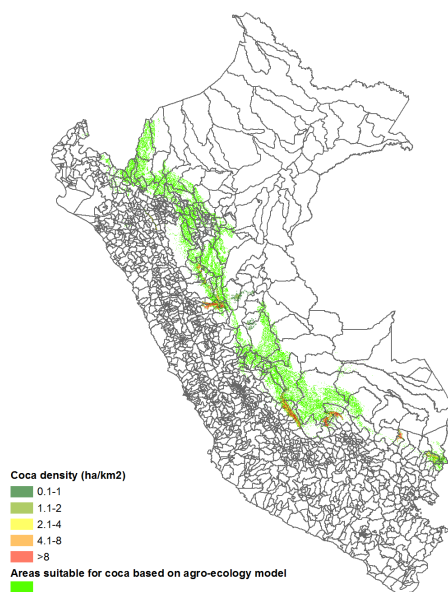 Coca density (ha/km2)
0.1-1
1.1-2
2.1-4
4.1-8
>8
Areas suitable for coca based on agro-ecology model